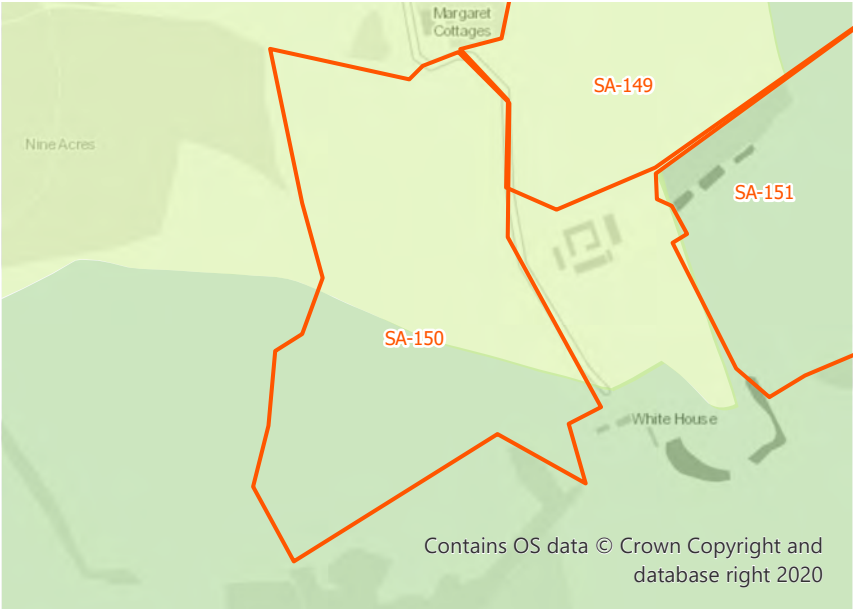 Margaret
Cottages
SA-149
Nine Acres
SA-151
SA-150
White House
Contains OS data © Crown Copyright and
database right 2020